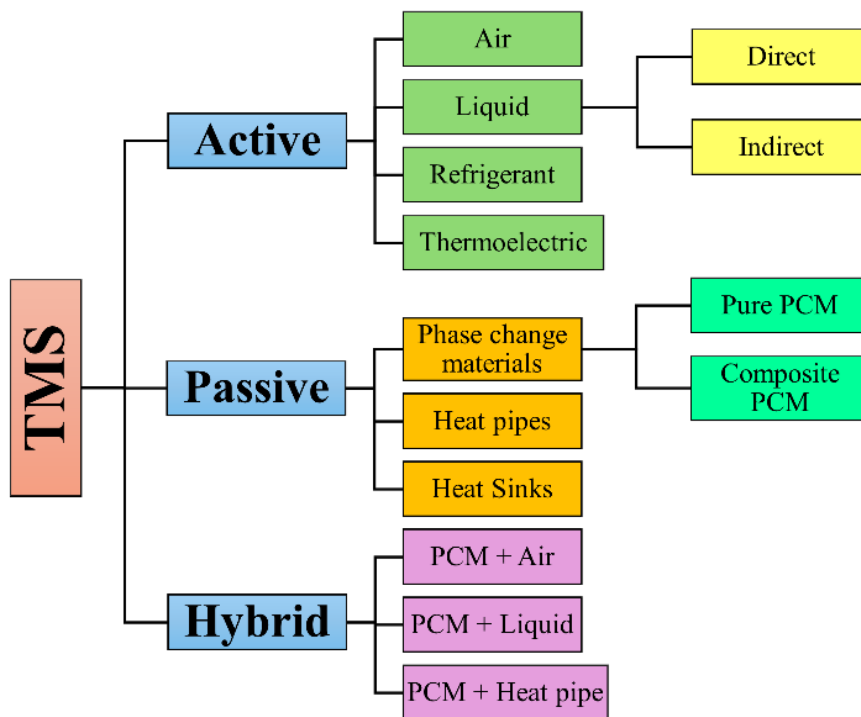 TMS
Active
Air
Liquid
Direct
Indirect
Refrigerant
Thermoelectric
Passive
Phase change
materials
Pure PCM
Composite
PCM
Heat pipes
Heat Sinks
Hybrid
PCM + Air
PCM + Liquid
PCM + Heat pipe